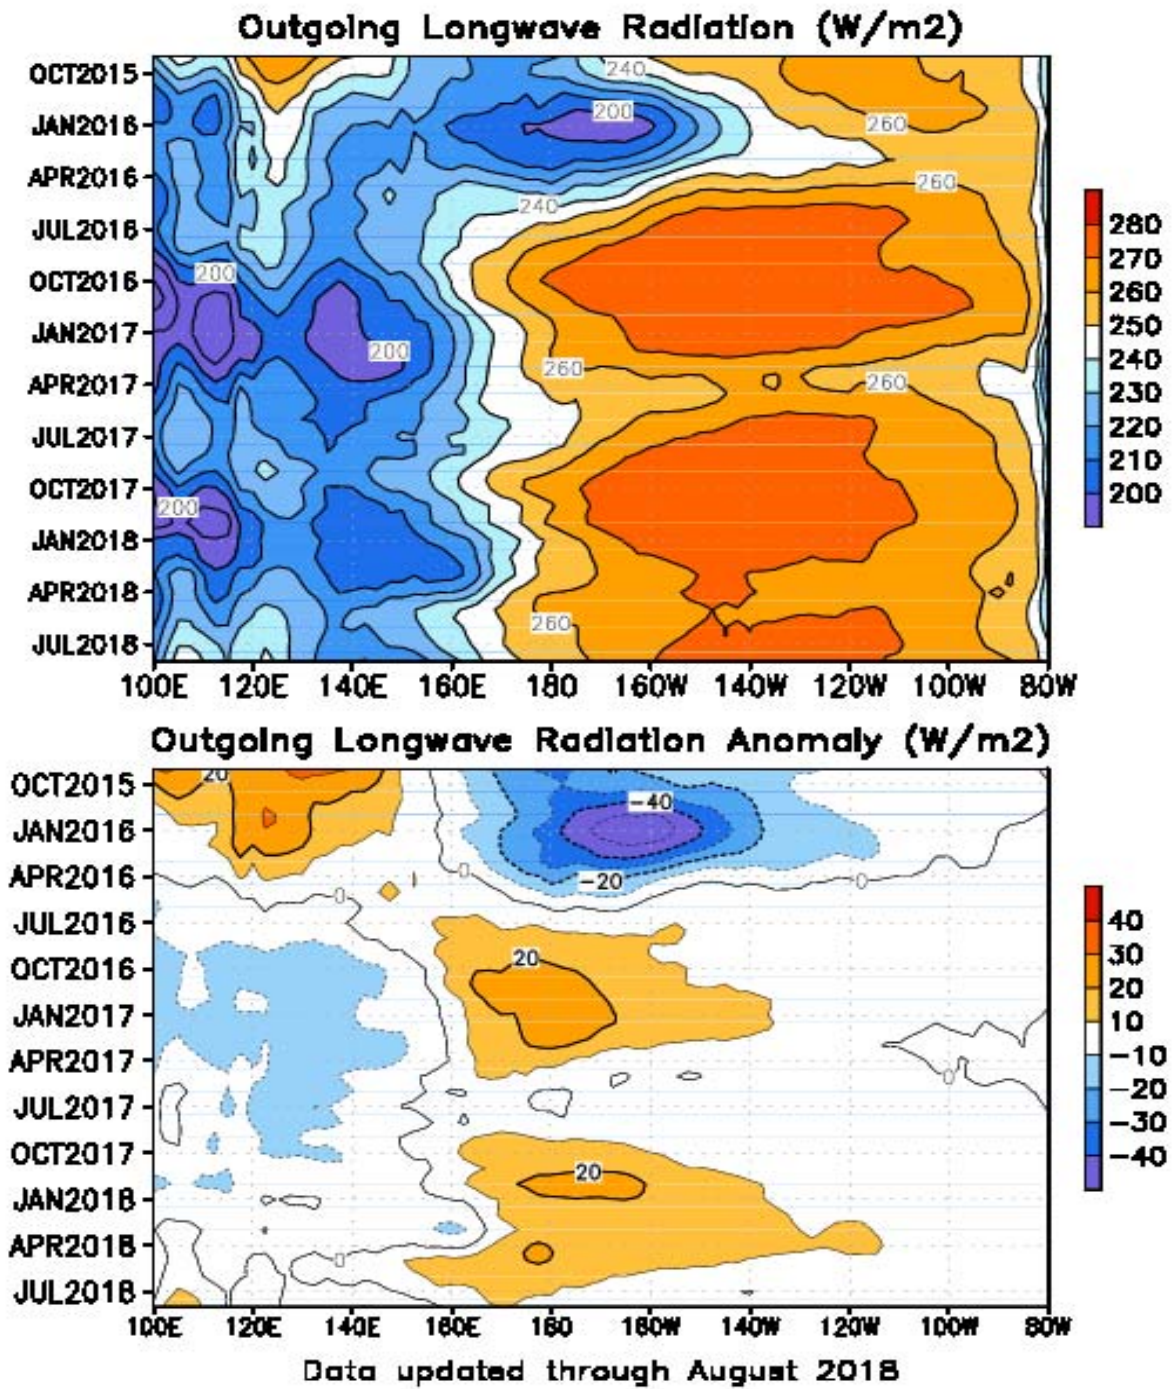 Outgoing Longwave Radiation (W/m2)
OCT2015
JAN2016
APR2016
JUL2016
OCT2016
JAN2017
APR2017
JUL2017
OCT2017
JAN2018
APR2018
JUL2018
240
200
260
260
240
200
200
260
260
200
260
100E 120E 140E 160E 180 160W 140W 120W 100W 80W
280
270
260
250
240
230
220
210
200
Outgoing Longwave Radiation Anomaly (W/m2)
OCT2015
JAN2016
APR2016
JUL2016
OCT2016
JAN2017
APR2017
JUL2017
OCT2017
JAN2018
APR2018
JUL2018
20
-40
0
-20
0
0
20
0
20
0
100E 120E 140E 160E 180 160W 140W 120W 100W 80W
40
30
20
10
-10
-20
-30
-40
Data updated through August 2018